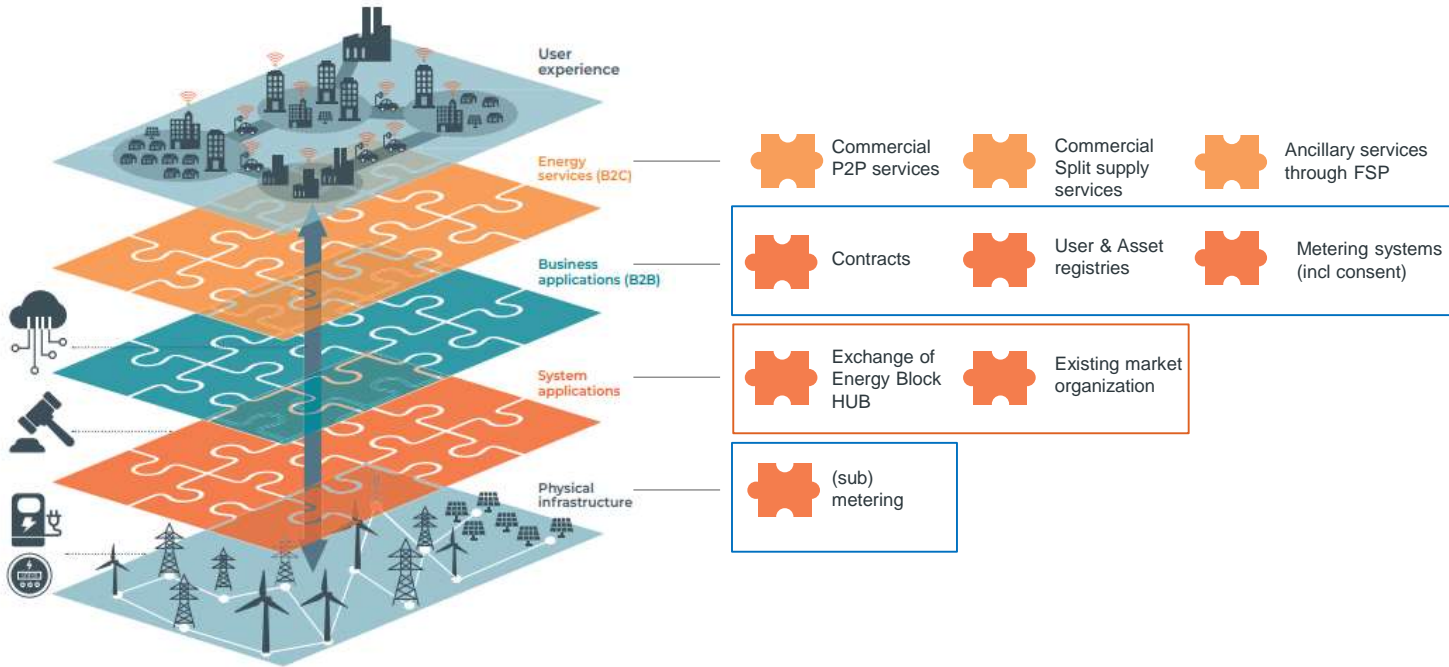 User
experience
Energy
services (B2C)
Commercial
P2P services
Commercial
Split supply
services
Ancillary services
through FSP
Business
applications (B2B)
Contracts
User & Asset
registries
Metering systems
(incl consent)
System
applications
Exchange of
Energy Block
HUB
Existing market
organization
Physical
infrastructure
(sub)
metering